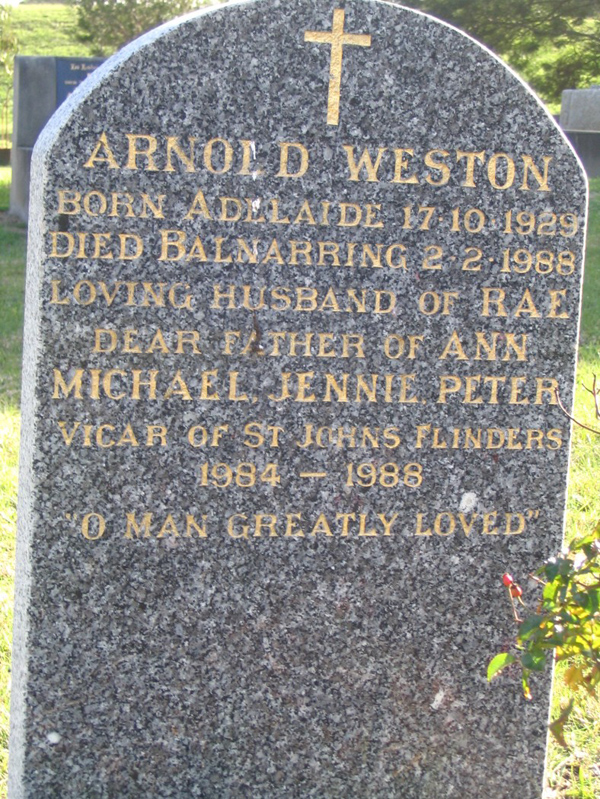 ARNOLD WESTON
BORN ADELAIDE 17·10·1929
DIED BALNARRING 2·2·1988
LOVING HUSBAND OF RAE
DEAR FATHER OF ANN
MICHAEL, JENNIE, PETER
VICAR OF ST JOHNS FLINDERS
1984 – 1988
"O MAN GREATLY LOVED"